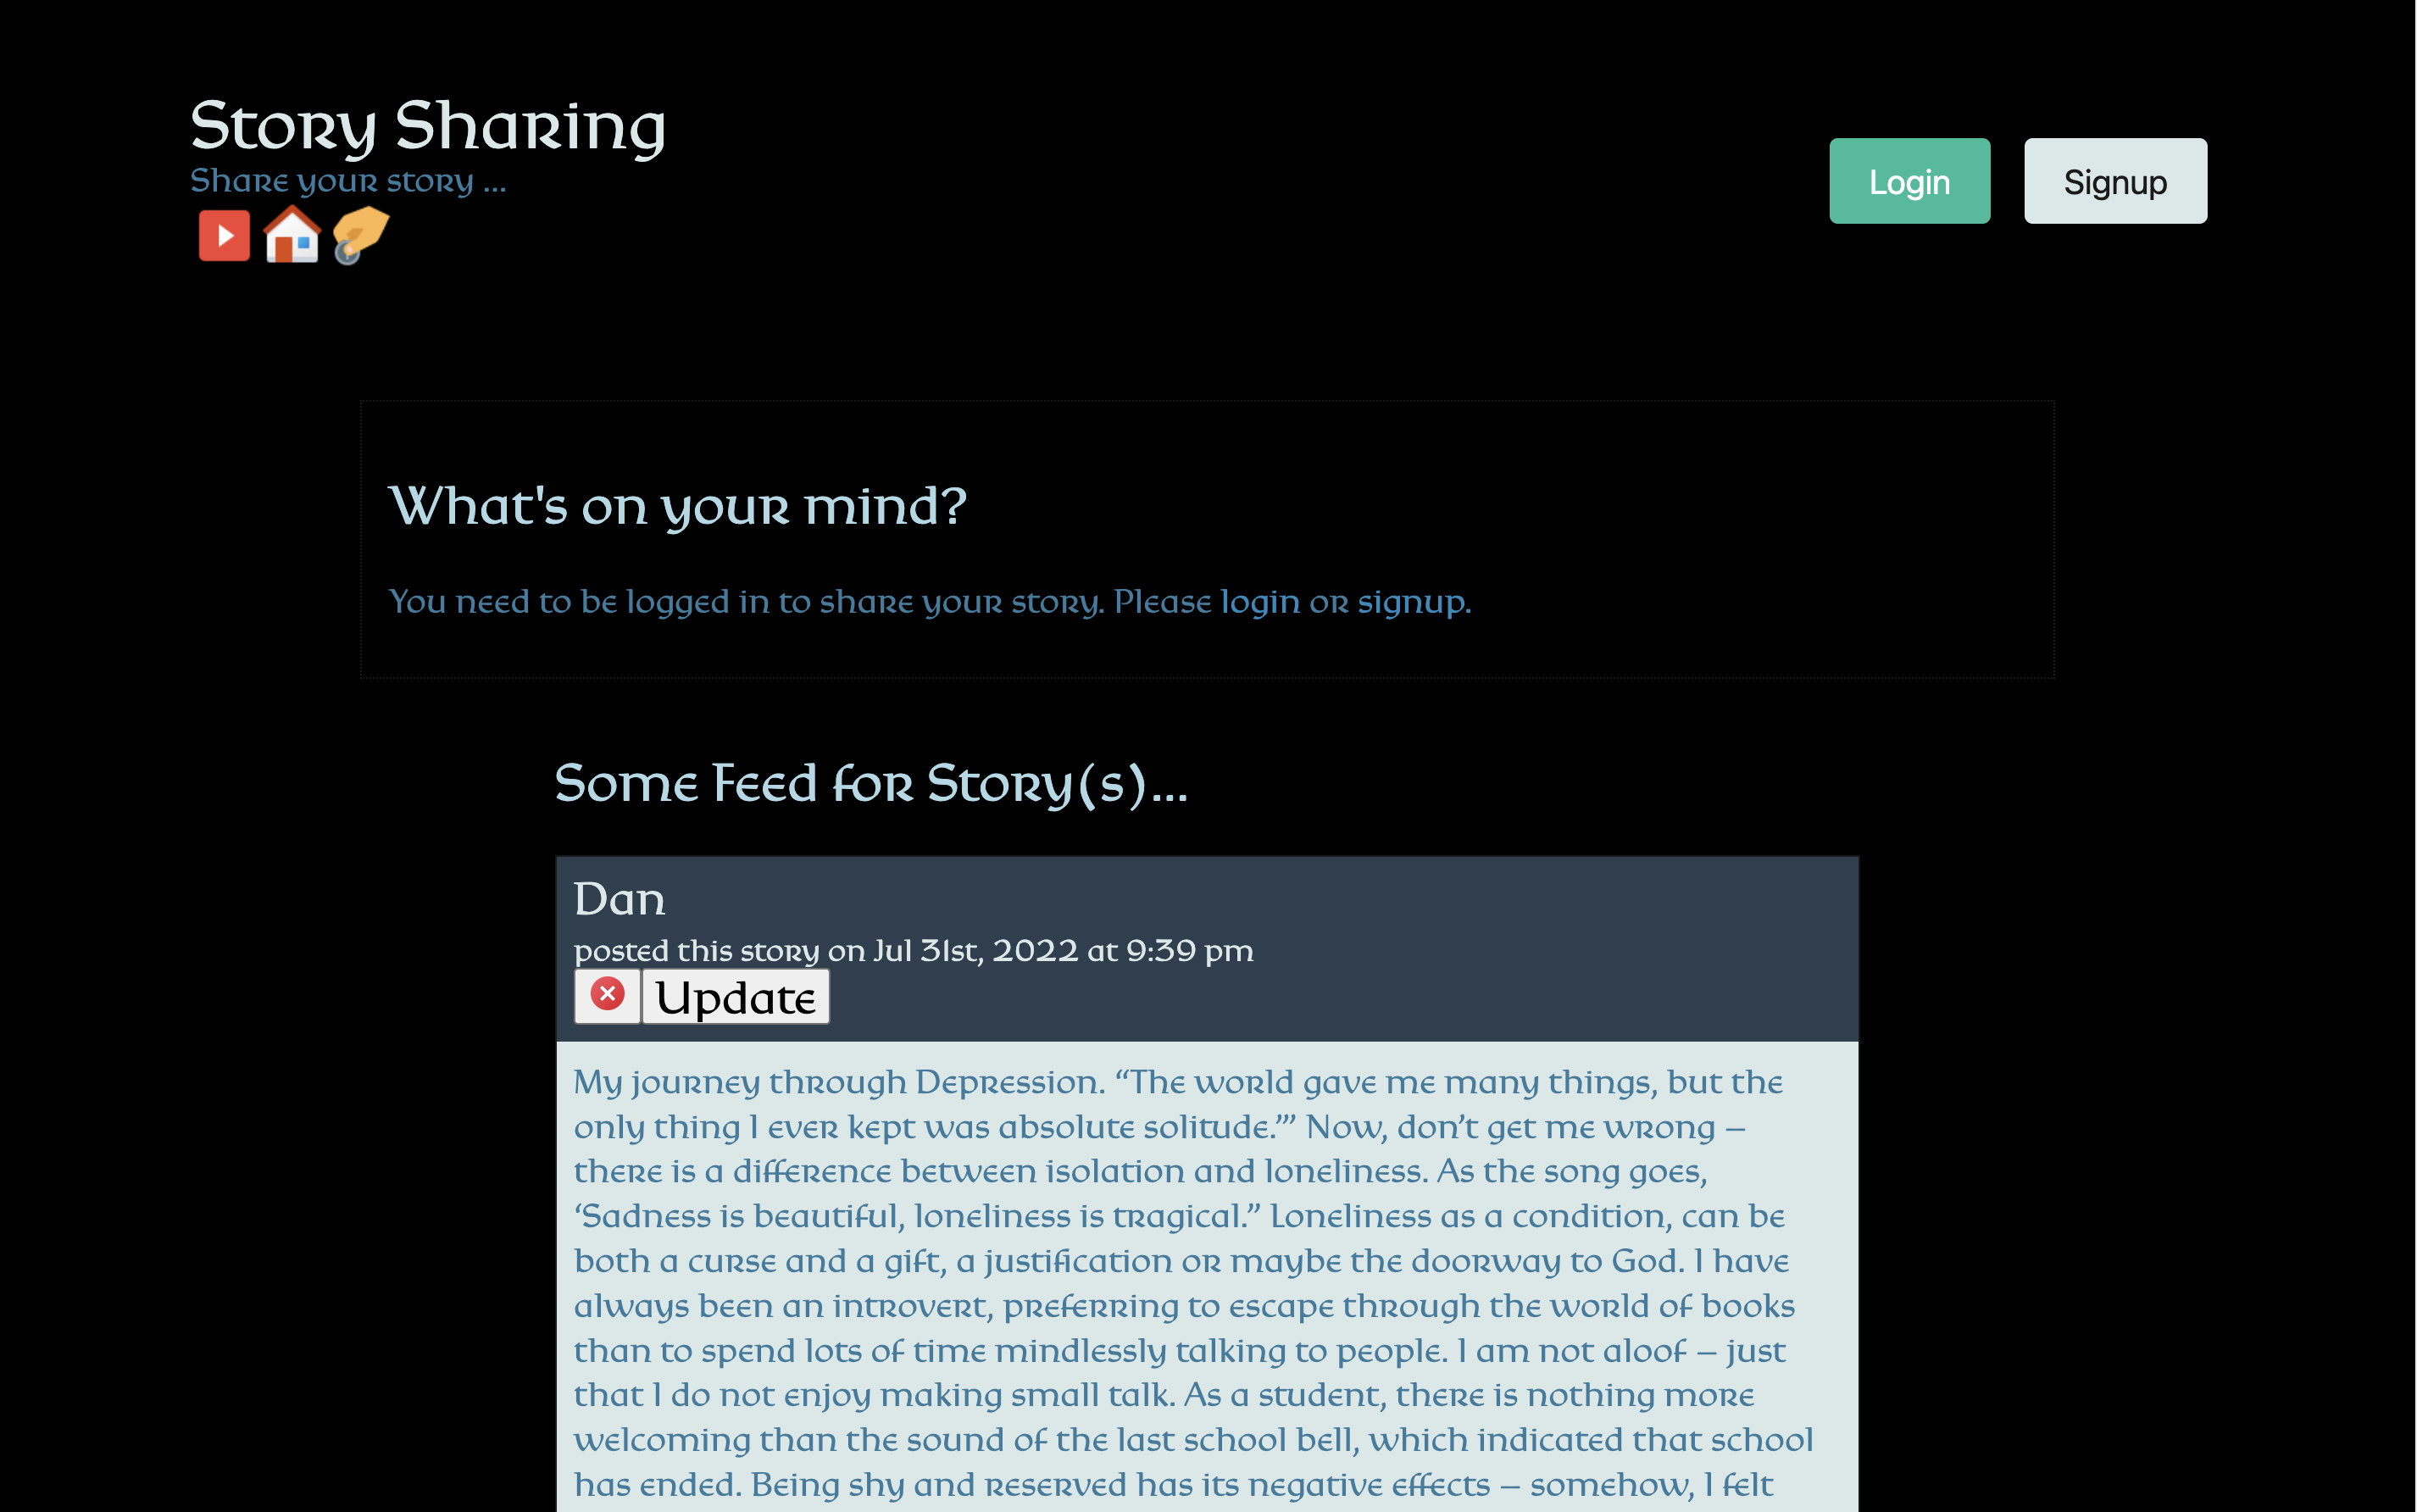 Story Sharing
Share your story ...
Login
Signup
What's on your mind?
You need to be logged in to share your story. Please login or signup.
Some Feed for Story(s)...
Dan
posted this story on Jul 31st, 2022 at 9:39 pm
Update
My journey through Depression. “The world gave me many things, but the
only thing I ever kept was absolute solitude.’” Now, don’t get me wrong –
there is a difference between isolation and loneliness. As the song goes,
‘Sadness is beautiful, loneliness is tragical.” Loneliness as a condition, can be
both a curse and a gift, a justification or maybe the doorway to God. I have
always been an introvert, preferring to escape through the world of books
than to spend lots of time mindlessly talking to people. I am not aloof – just
that I do not enjoy making small talk. As a student, there is nothing more
welcoming than the sound of the last school bell, which indicated that school
has ended. Being shy and reserved has its negative effects – somehow, I felt